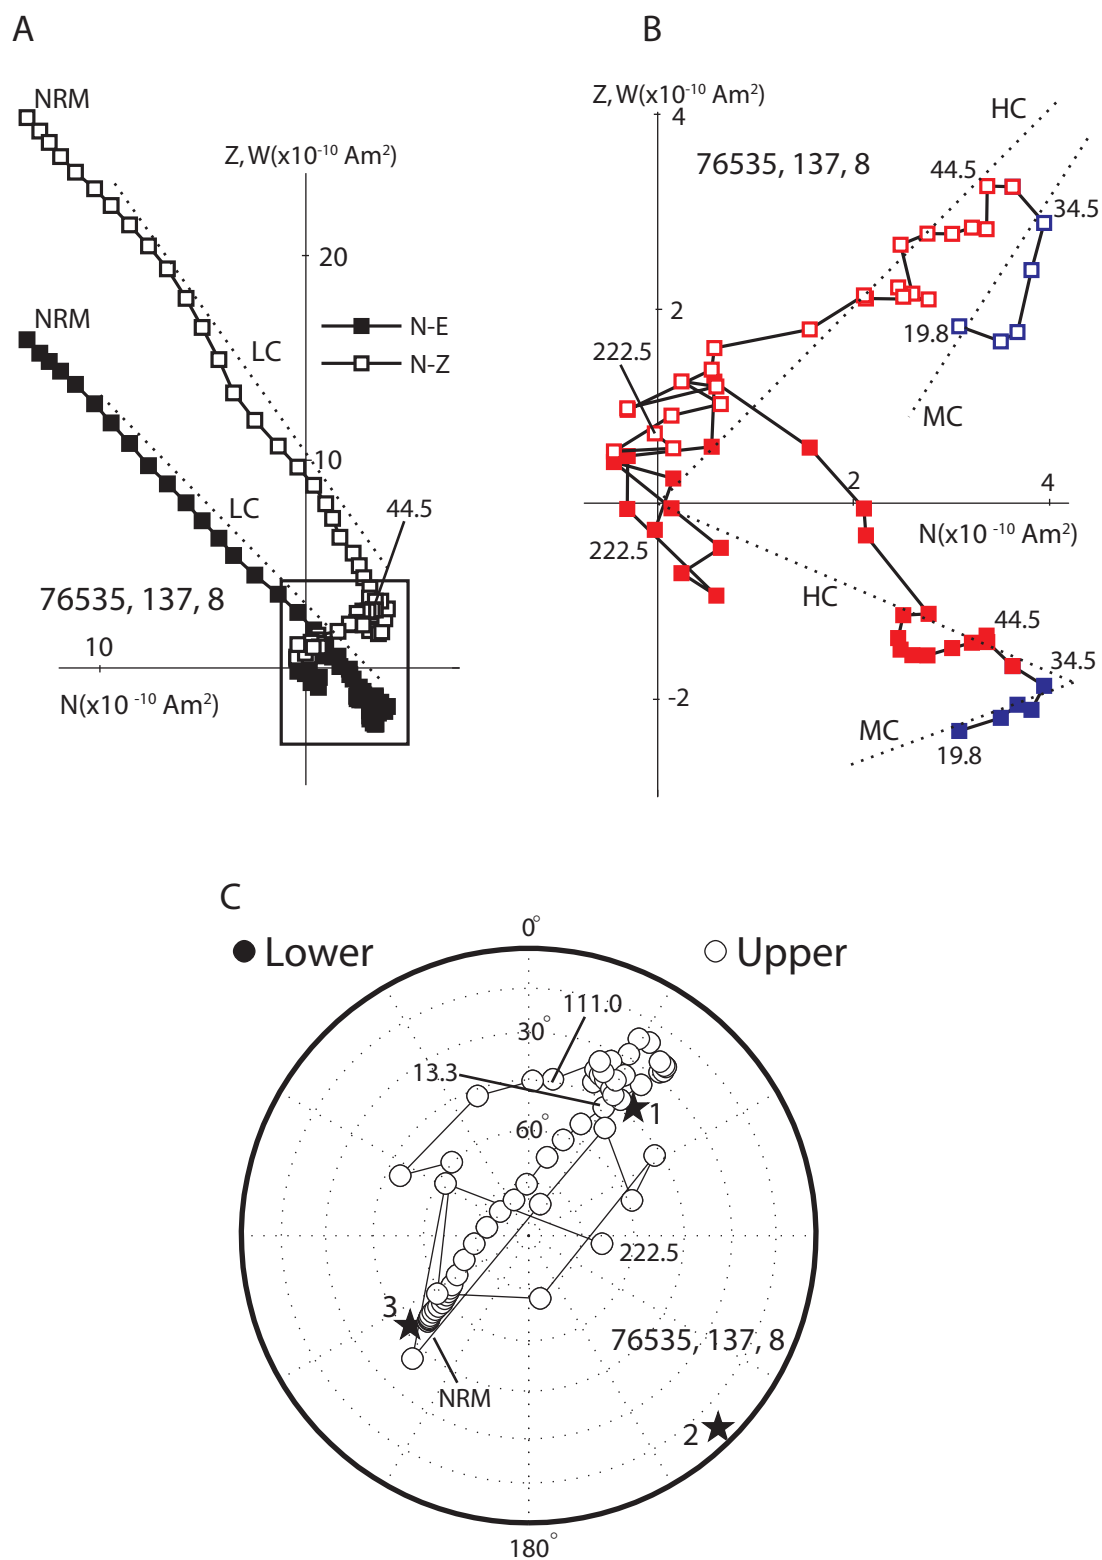 A
NRM
Z, W(x10 -10 Am2)
20
NRM
N-E
N-Z
LC
10
LC
44.5
76535, 137, 8
10
N(x10 -10 Am2)
B
Z, W(x10 -10 Am2)
4
HC
76535, 137, 8
44.5
34.5
2
19.8
222.5
MC
2
4
N(x10 -10 Am2)
222.5
HC
44.5
34.5
-2
MC
19.8
C
0°
Lower
Upper
111.0
30°
13.3
60°
1
222.5
3
76535, 137, 8
NRM
2
180°